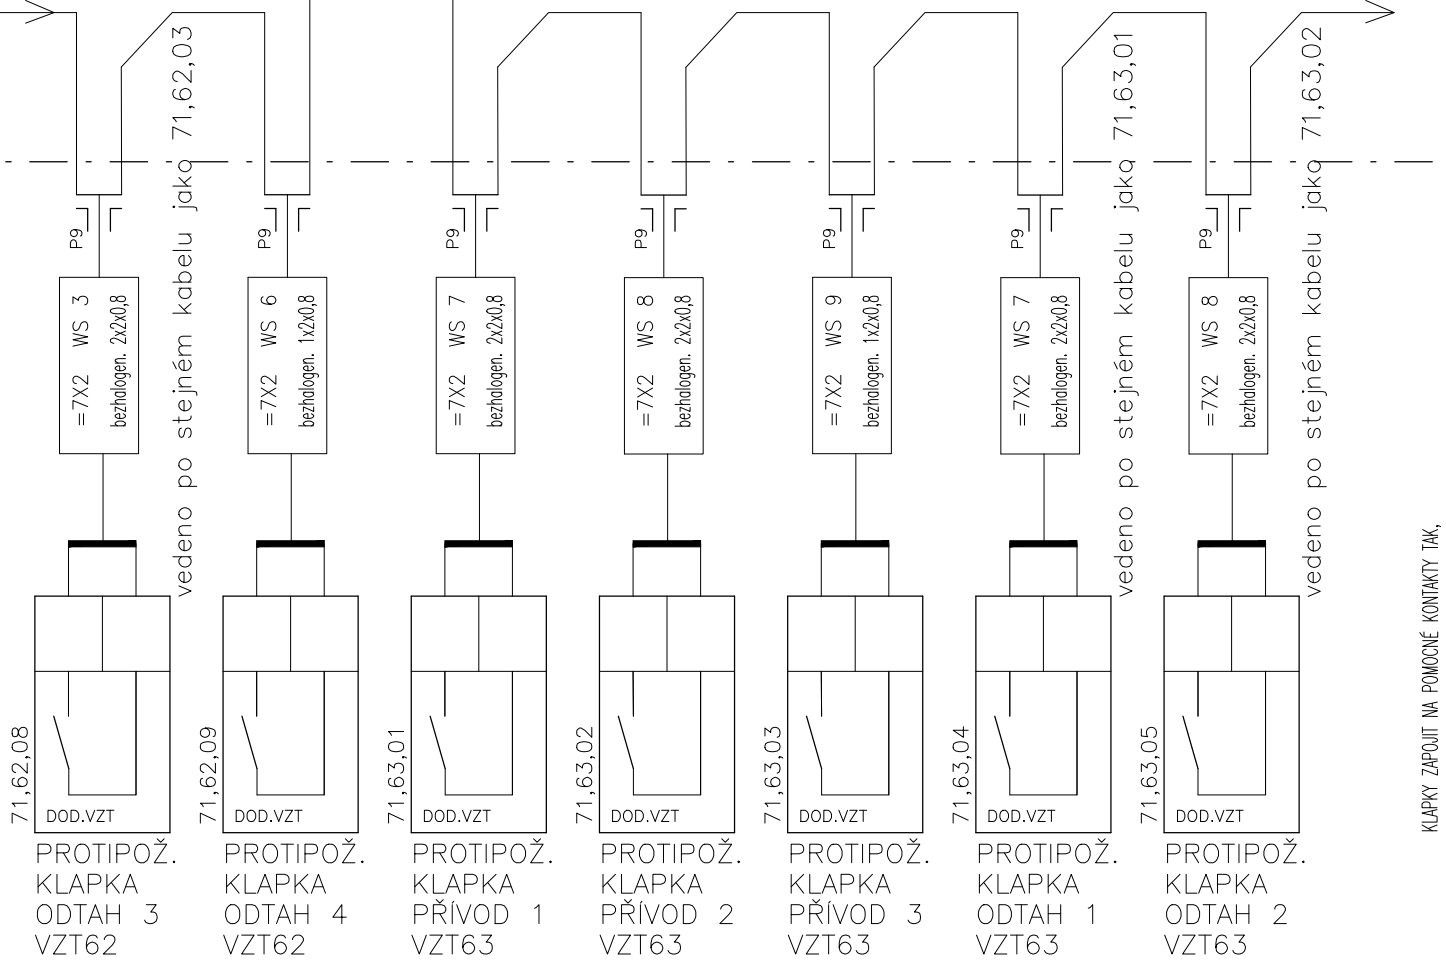 P9
=7X2 WS 3
bezhalogen. 2x2x0,8
vedeno po stejném kabelu jako 71,62,03
71,62,08
DOD.VZT
PROTIPOŽ.
KLAPKA
ODTAH 3
VZT62
P9
=7X2 WS 6
bezhalogen. 1x2x0,8
71,62,09
DOD.VZT
PROTIPOŽ.
KLAPKA
ODTAH 4
VZT62
P9
=7X2 WS 7
bezhalogen. 2x2x0,8
71,63,01
DOD.VZT
PROTIPOŽ.
KLAPKA
PŘÍVOD 1
VZT63
P9
=7X2 WS 8
bezhalogen. 2x2x0,8
71,63,02
DOD.VZT
PROTIPOŽ.
KLAPKA
PŘÍVOD 2
VZT63
P9
=7X2 WS 9
bezhalogen. 1x2x0,8
71,63,03
DOD.VZT
PROTIPOŽ.
KLAPKA
PŘÍVOD 3
VZT63
P9
=7X2 WS 7
bezhalogen. 2x2x0,8
vedeno po stejném kabelu jako 71,63,01
71,63,04
DOD.VZT
PROTIPOŽ.
KLAPKA
ODTAH 1
VZT63
P9
=7X2 WS 8
bezhalogen. 2x2x0,8
vedeno po stejném kabelu jako 71,63,02
71,63,05
DOD.VZT
PROTIPOŽ.
KLAPKA
ODTAH 2
VZT63
KLAPKY ZAPOJIT NA POMOCNÉ KONTAKTY TAK,